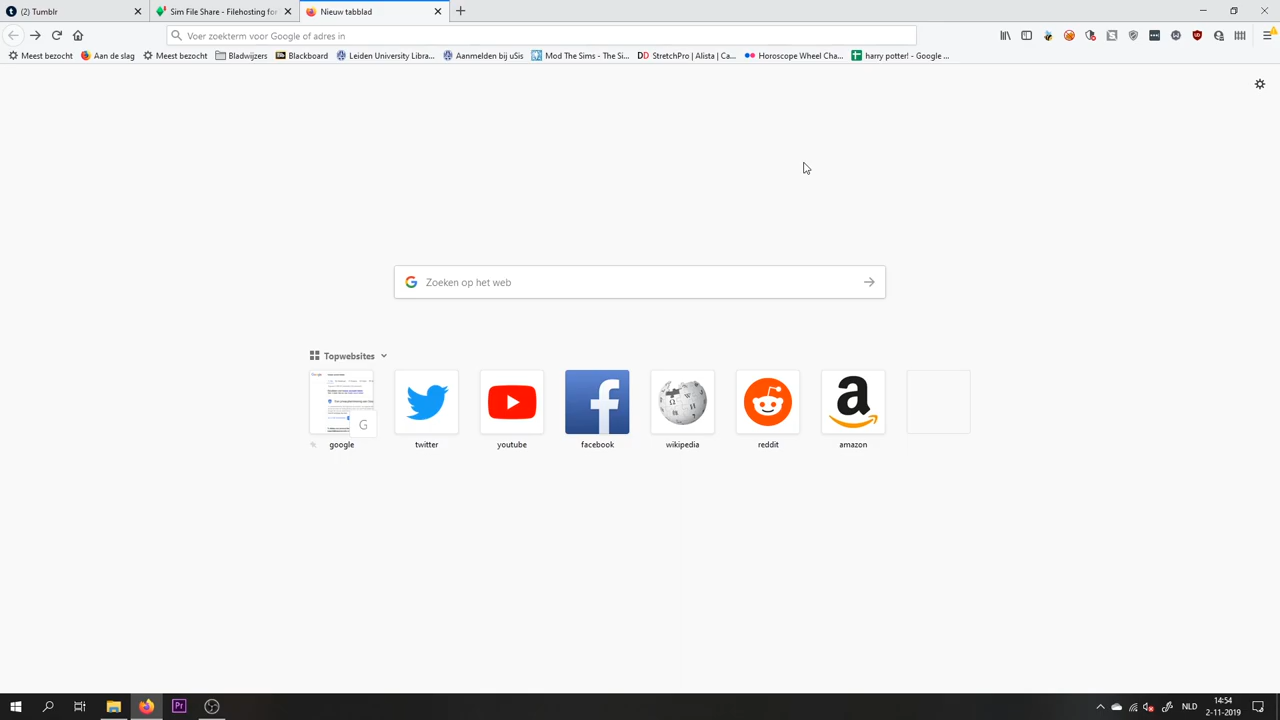 (2) Tumblr
Sim File Share - Filehosting for
Nieuw tabblad
Voer zoekterm voor Google of adres in
Meest bezocht
Aan de slag
Meest bezocht
Bladwijzers
Blackboard
Leiden University Libra...
Aanmelden bij uSis
Mod The Sims - The Si...
DD StretchPro | Alista | Ca...
Horoscope Wheel Cha...
harry potter! - Google ...
Zoeken op het web
Topwebsites
G
google
twitter
youtube
facebook
wikipedia
reddit
amazon
Pr
NLD
14:54
2-11-2019